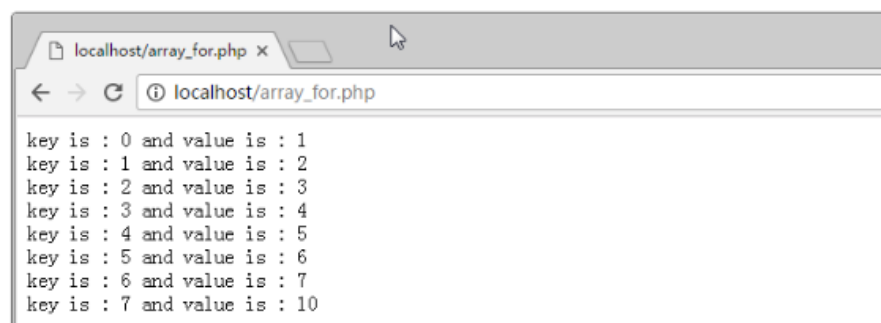 localhost/array_for.php
localhost/array_for.php
key is : 0 and value is : 1
key is : 1 and value is : 2
key is : 2 and value is : 3
key is : 3 and value is : 4
key is : 4 and value is : 5
key is : 5 and value is : 6
key is : 6 and value is : 7
key is : 7 and value is : 10